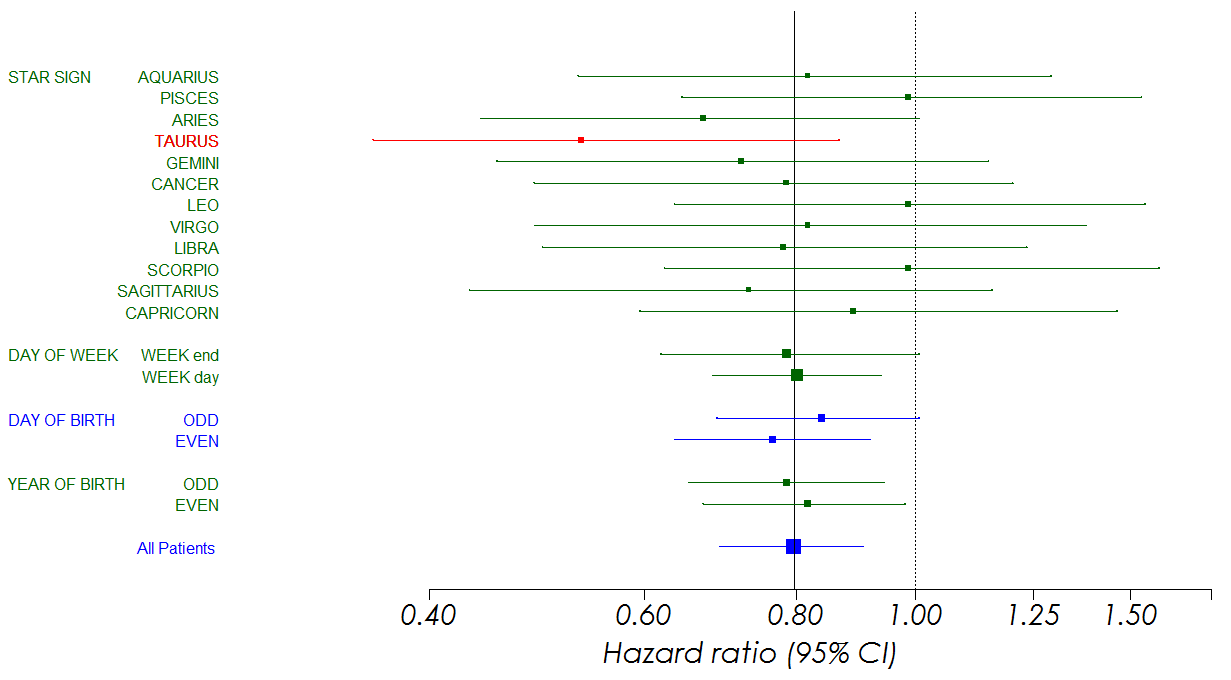 STAR SIGN AQUARIUS
PISCES
ARIES
TAURUS
GEMINI
CANCER
LEO
VIRGO
LIBRA
SCORPIO
SAGITTARIUS
CAPRICORN
DAY OF WEEK WEEK end
WEEK day
DAY OF BIRTH ODD
EVEN
YEAR OF BIRTH ODD
EVEN
All Patients
0.40 0.60 0.80 1.00 1.25 1.50
Hazard ratio (95% CI)